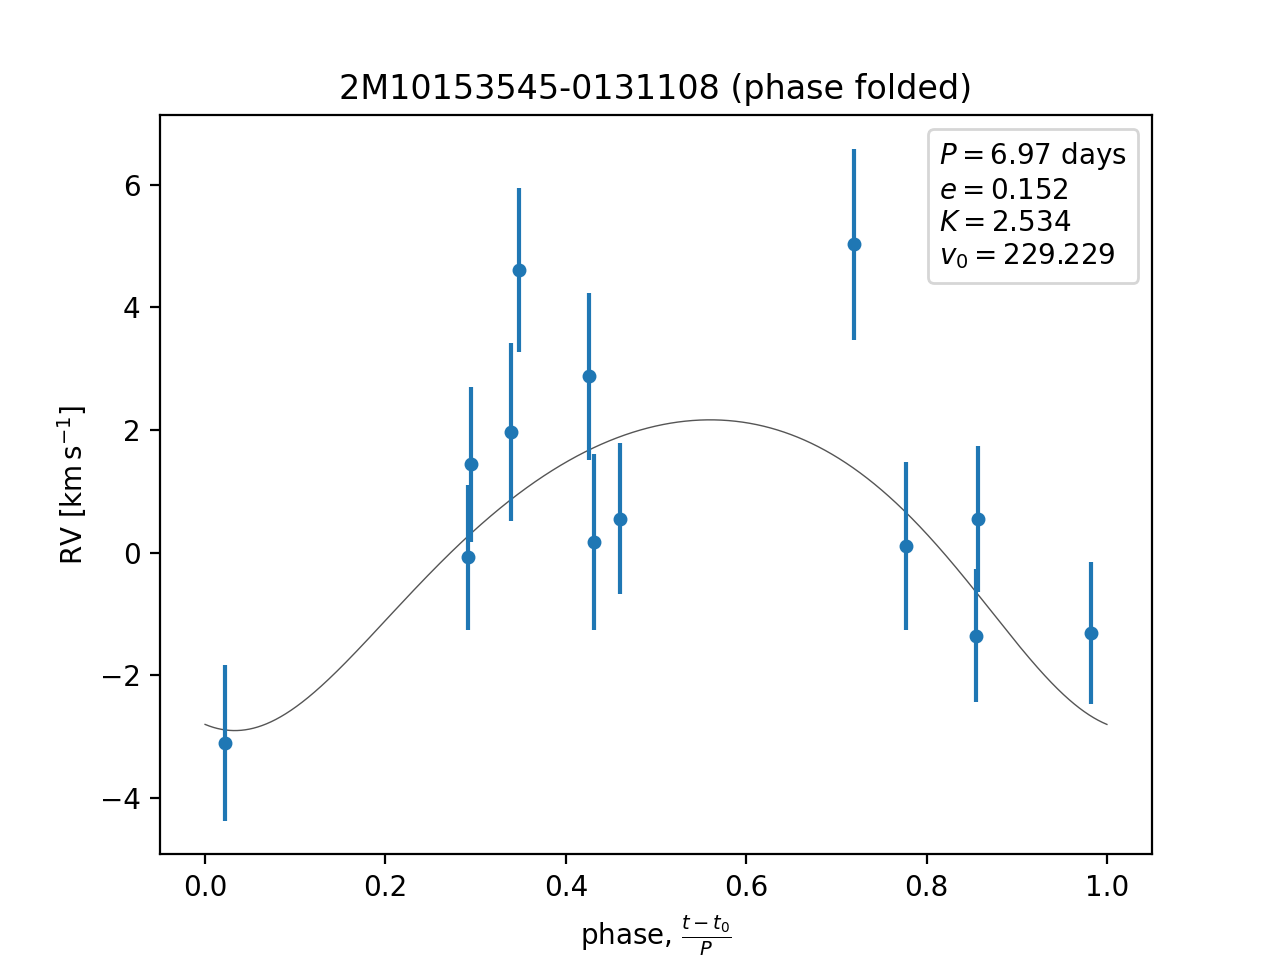 2M10153545-0131108 (phase folded)
P = 6.97 days
e = 0.152
K = 2.534
v₀ = 229.229
6
4
2
0
−2
−4
RV [km s⁻¹]
0.0 0.2 0.4 0.6 0.8 1.0
phase, (t − t₀)/P